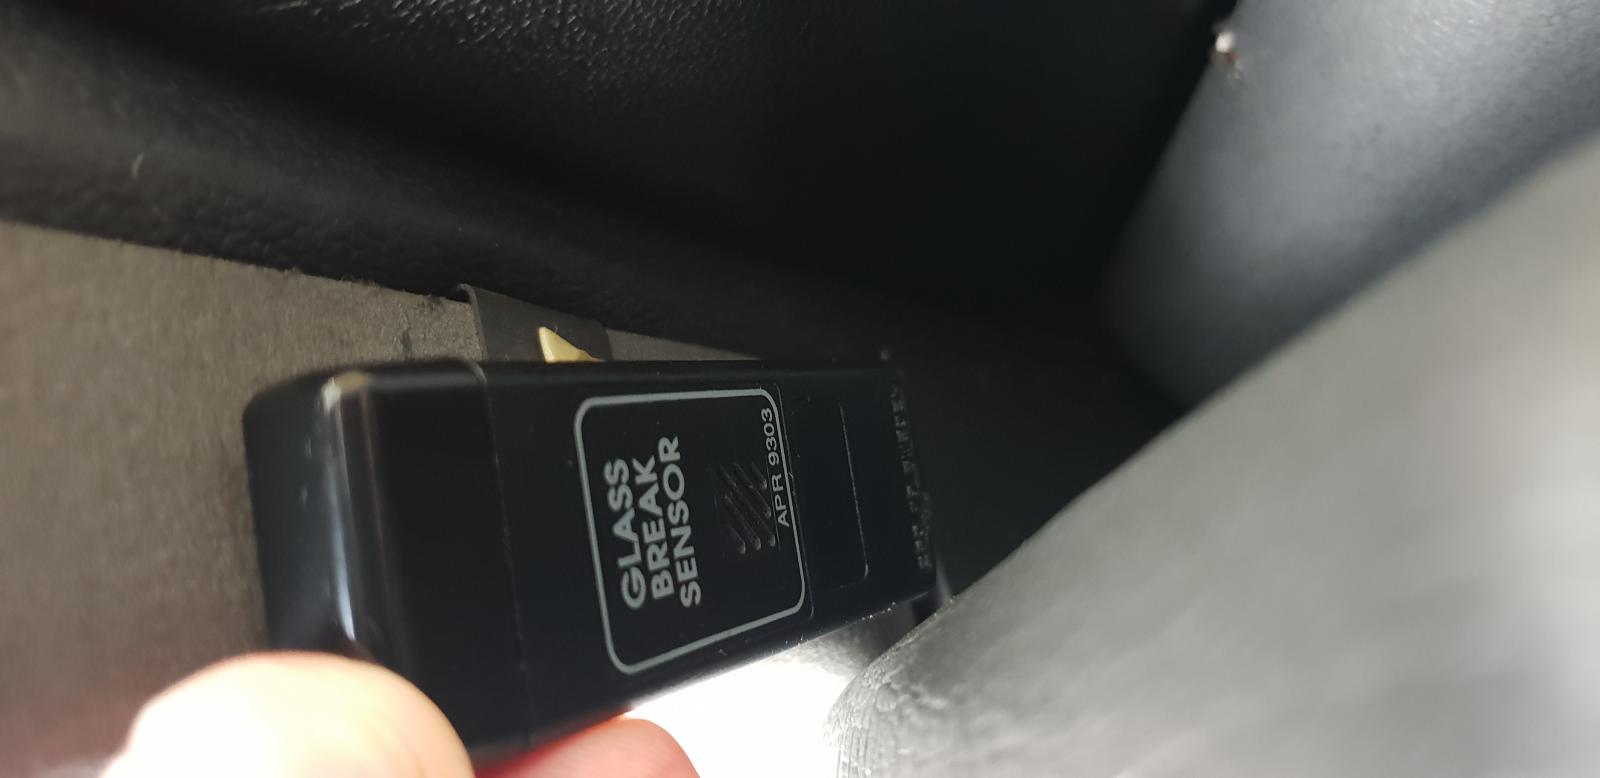 GLASS
BREAK
SENSOR
APR 9303